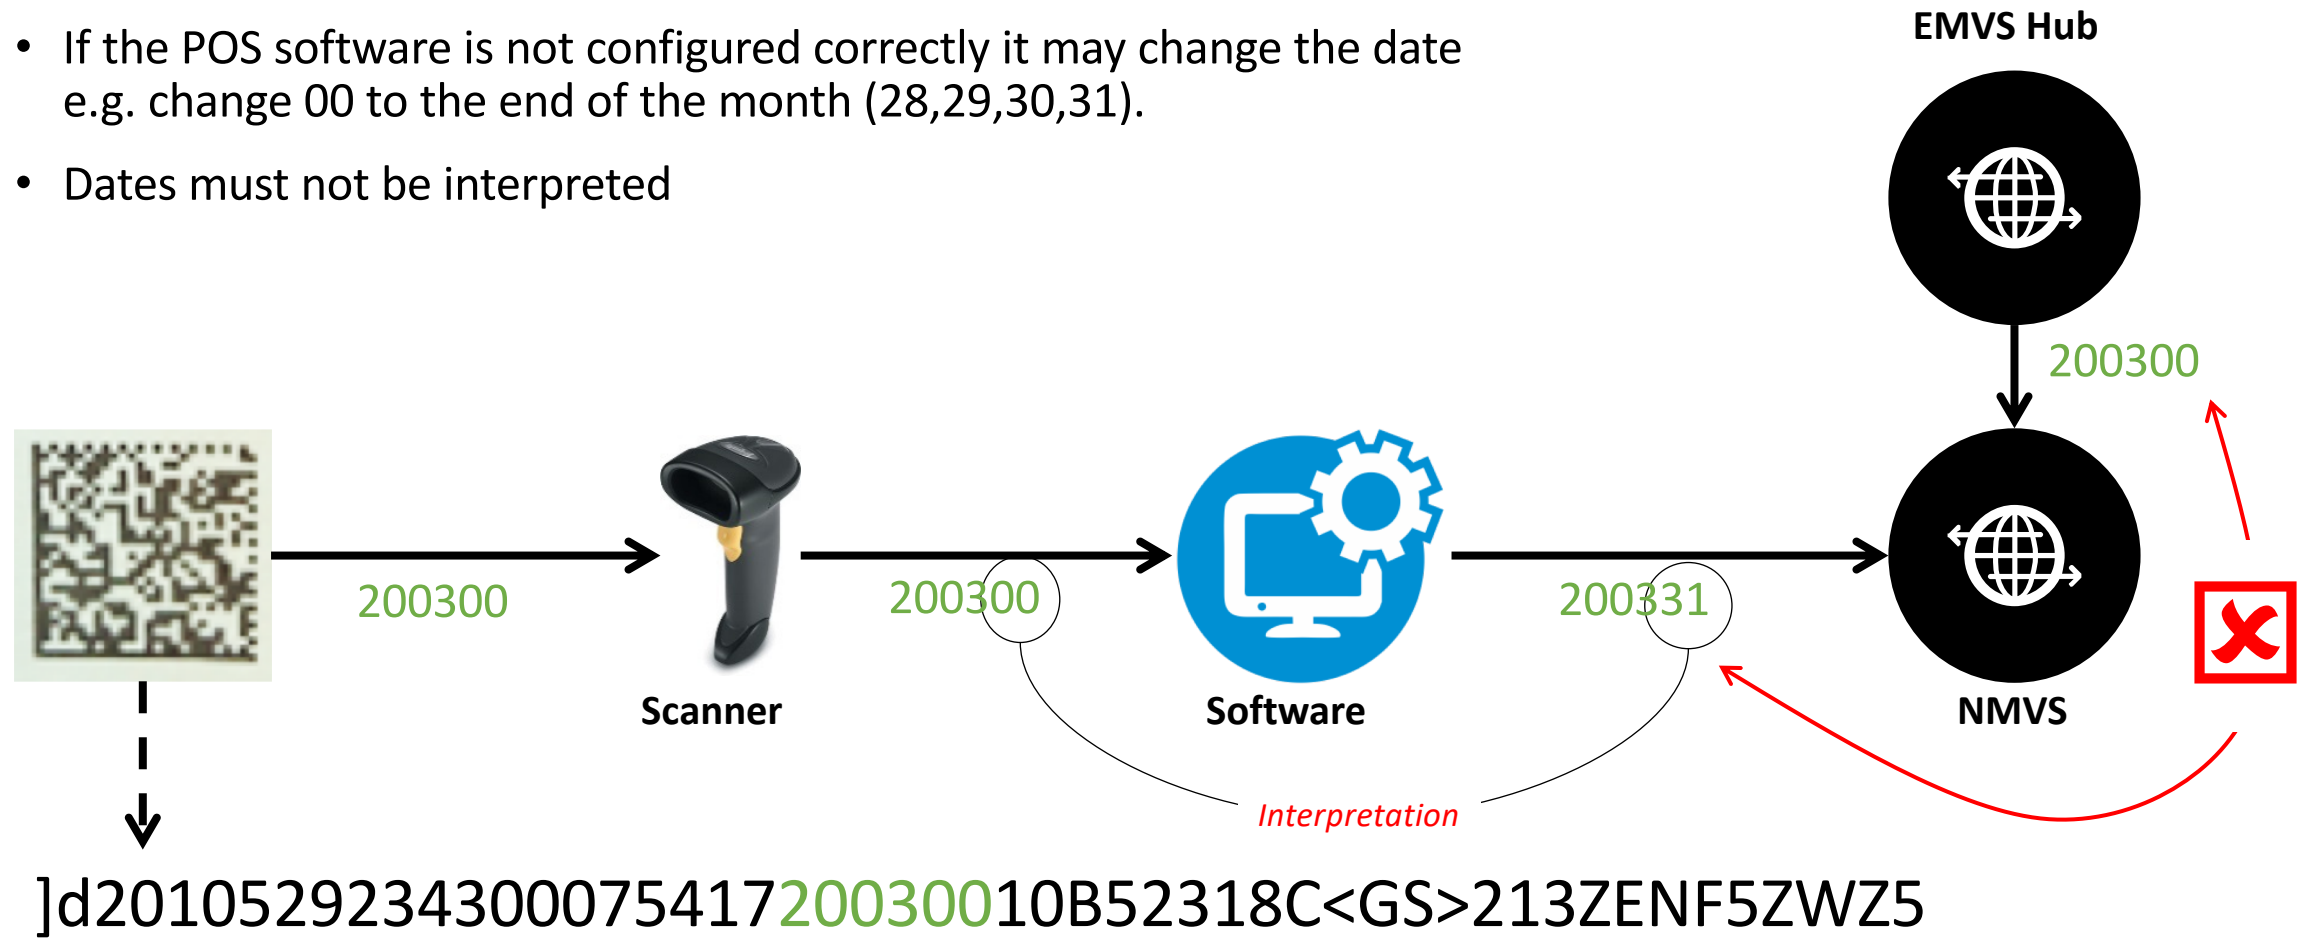 EMVS Hub
• If the POS software is not configured correctly it may change the date
e.g. change 00 to the end of the month (28,29,30,31).
• Dates must not be interpreted
200300
200300
200300
200331
Scanner
Software
NMVS
Interpretation
]d201052923430007541720030010B52318C<GS>213ZENF5ZWZ5